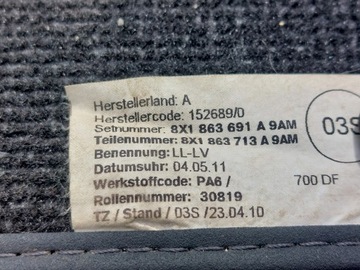 Herstellerland: A
Herstellercode: 152689/D
Setnummer: 8X1 863 691 A 9AM
Teilenummer: 8X1 863 713 A 9AM
Benennung: LL-LV
Datumsuhr: 04.05.11
Werkstoffcode: PA6 / 700 DF
Rollennummer: 30819
TZ / Stand / 03S /23.04.10
03S